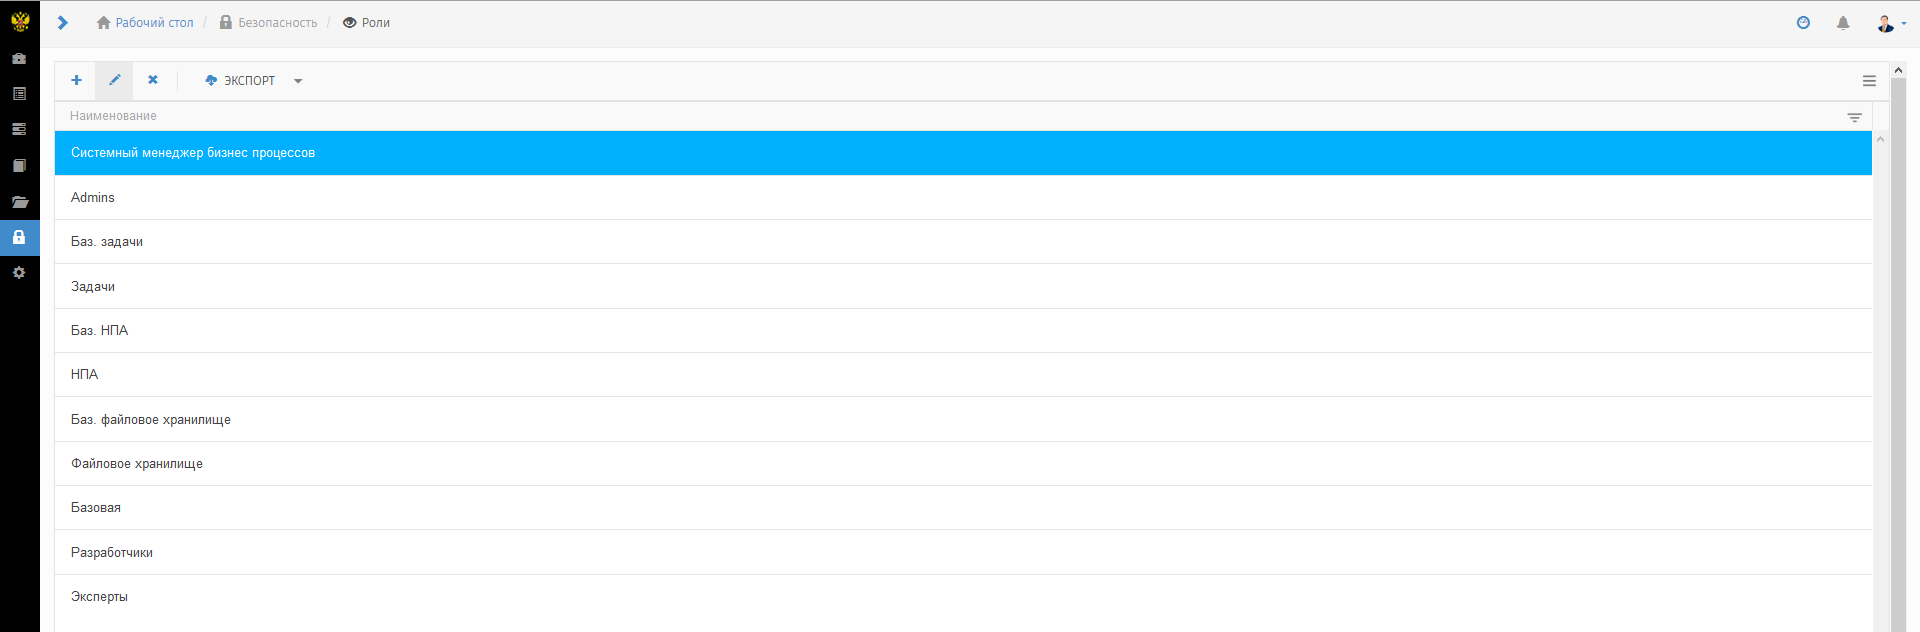 Рабочий стол / Безопасность / Роли
ЭКСПОРТ
Наименование
Системный менеджер бизнес процессов
Admins
Баз. задачи
Задачи
Баз. НПА
НПА
Баз. файловое хранилище
Файловое хранилище
Базовая
Разработчики
Эксперты